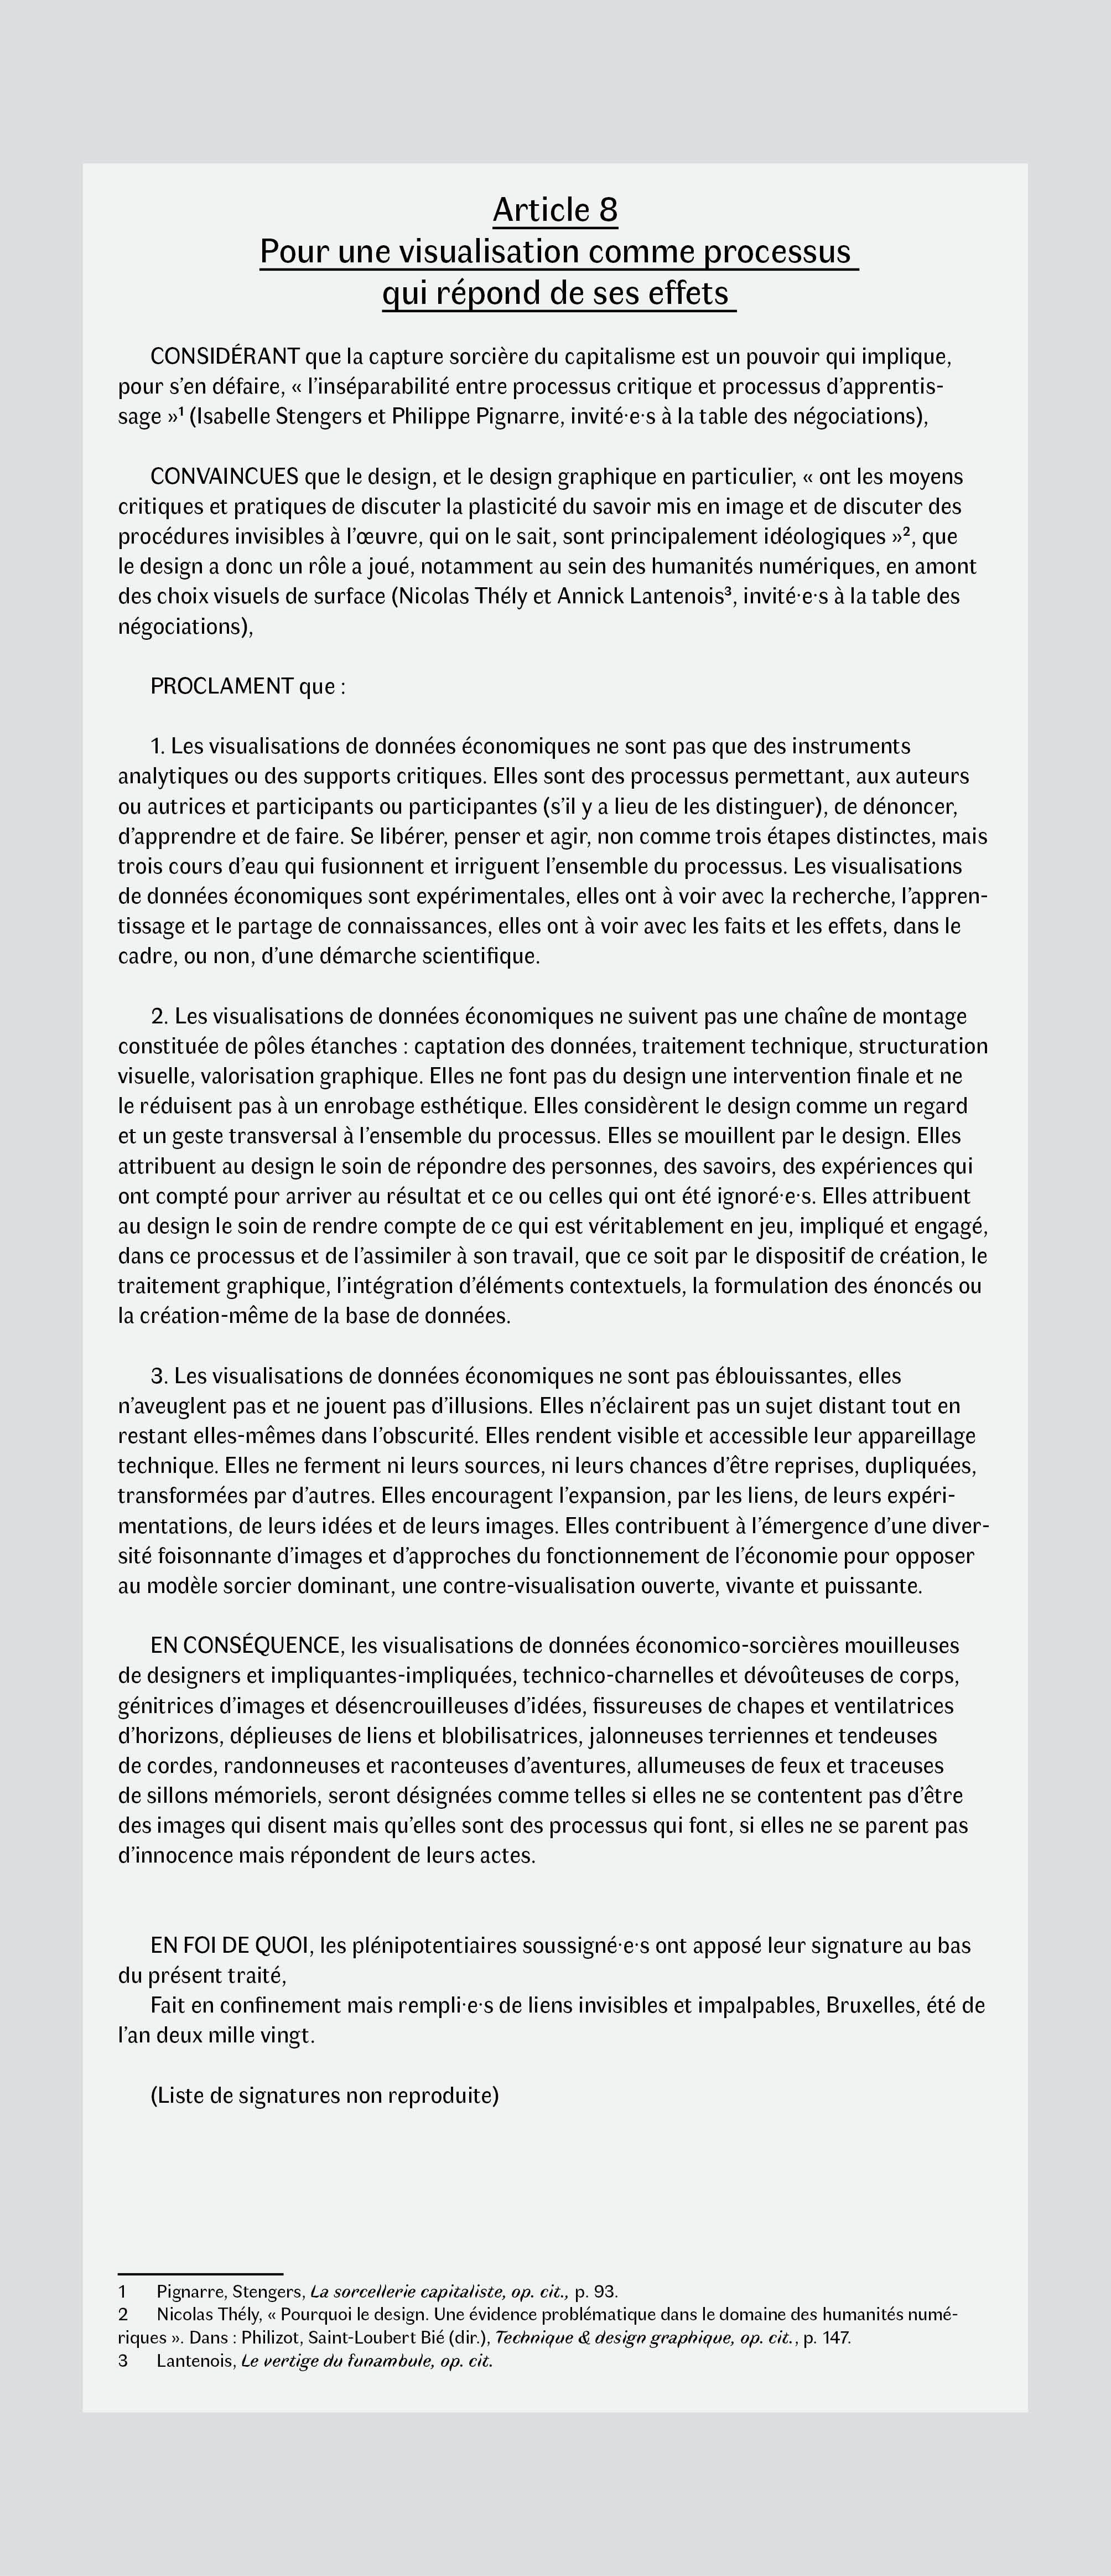 Article 8
Pour une visualisation comme processus
qui répond de ses effets
CONSIDÉRANT que la capture sorcière du capitalisme est un pouvoir qui implique,
pour s’en défaire, « l’inséparabilité entre processus critique et processus d’apprentis-
sage »¹ (Isabelle Stengers et Philippe Pignarre, invité·e·s à la table des négociations),
CONVAINCUES que le design, et le design graphique en particulier, « ont les moyens
critiques et pratiques de discuter la plasticité du savoir mis en image et de discuter des
procédures invisibles à l’œuvre, qui on le sait, sont principalement idéologiques »², que
le design a donc un rôle a joué, notamment au sein des humanités numériques, en amont
des choix visuels de surface (Nicolas Thély et Annick Lantenois³, invité·e·s à la table des
négociations),
PROCLAMENT que :
1. Les visualisations de données économiques ne sont pas que des instruments
analytiques ou des supports critiques. Elles sont des processus permettant, aux auteurs
ou autrices et participants ou participantes (s’il y a lieu de les distinguer), de dénoncer,
d’apprendre et de faire. Se libérer, penser et agir, non comme trois étapes distinctes, mais
trois cours d’eau qui fusionnent et irriguent l’ensemble du processus. Les visualisations
de données économiques sont expérimentales, elles ont à voir avec la recherche, l’appren-
tissage et le partage de connaissances, elles ont à voir avec les faits et les effets, dans le
cadre, ou non, d’une démarche scientifique.
2. Les visualisations de données économiques ne suivent pas une chaîne de montage
constituée de pôles étanches : captation des données, traitement technique, structuration
visuelle, valorisation graphique. Elles ne font pas du design une intervention finale et ne
le réduisent pas à un enrobage esthétique. Elles considèrent le design comme un regard
et un geste transversal à l’ensemble du processus. Elles se mouillent par le design. Elles
attribuent au design le soin de répondre des personnes, des savoirs, des expériences qui
ont compté pour arriver au résultat et ce ou celles qui ont été ignoré·e·s. Elles attribuent
au design le soin de rendre compte de ce qui est véritablement en jeu, impliqué et engagé,
dans ce processus et de l’assimiler à son travail, que ce soit par le dispositif de création, le
traitement graphique, l’intégration d’éléments contextuels, la formulation des énoncés ou
la création-même de la base de données.
3. Les visualisations de données économiques ne sont pas éblouissantes, elles
n’aveuglent pas et ne jouent pas d’illusions. Elles n’éclairent pas un sujet distant tout en
restant elles-mêmes dans l’obscurité. Elles rendent visible et accessible leur appareillage
technique. Elles ne ferment ni leurs sources, ni leurs chances d’être reprises, dupliquées,
transformées par d’autres. Elles encouragent l’expansion, par les liens, de leurs expéri-
mentations, de leurs idées et de leurs images. Elles contribuent à l’émergence d’une diver-
sité foisonnante d’images et d’approches du fonctionnement de l’économie pour opposer
au modèle sorcier dominant, une contre-visualisation ouverte, vivante et puissante.
EN CONSÉQUENCE, les visualisations de données économico-sorcières mouilleuses
de designers et impliquantes-impliquées, technico-charnelles et dévoûteuses de corps,
génitrices d’images et désencrouilleuses d’idées, fissureuses de chapes et ventilatrices
d’horizons, déplieuses de liens et blobilisatrices, jalonneuses terriennes et tendeuses
de cordes, randonneuses et raconteuses d’aventures, allumeuses de feux et traceuses
de sillons mémoriels, seront désignées comme telles si elles ne se contentent pas d’être
des images qui disent mais qu’elles sont des processus qui font, si elles ne se parent pas
d’innocence mais répondent de leurs actes.
EN FOI DE QUOI, les plénipotentiaires soussigné·e·s ont apposé leur signature au bas
du présent traité,
Fait en confinement mais rempli·e·s de liens invisibles et impalpables, Bruxelles, été de
l’an deux mille vingt.
(Liste de signatures non reproduite)
1 Pignarre, Stengers, La sorcellerie capitaliste, op. cit., p. 93.
2 Nicolas Thély, « Pourquoi le design. Une évidence problématique dans le domaine des humanités numé-
riques ». Dans : Philizot, Saint-Loubert Bié (dir.), Technique & design graphique, op. cit., p. 147.
3 Lantenois, Le vertige du funambule, op. cit.